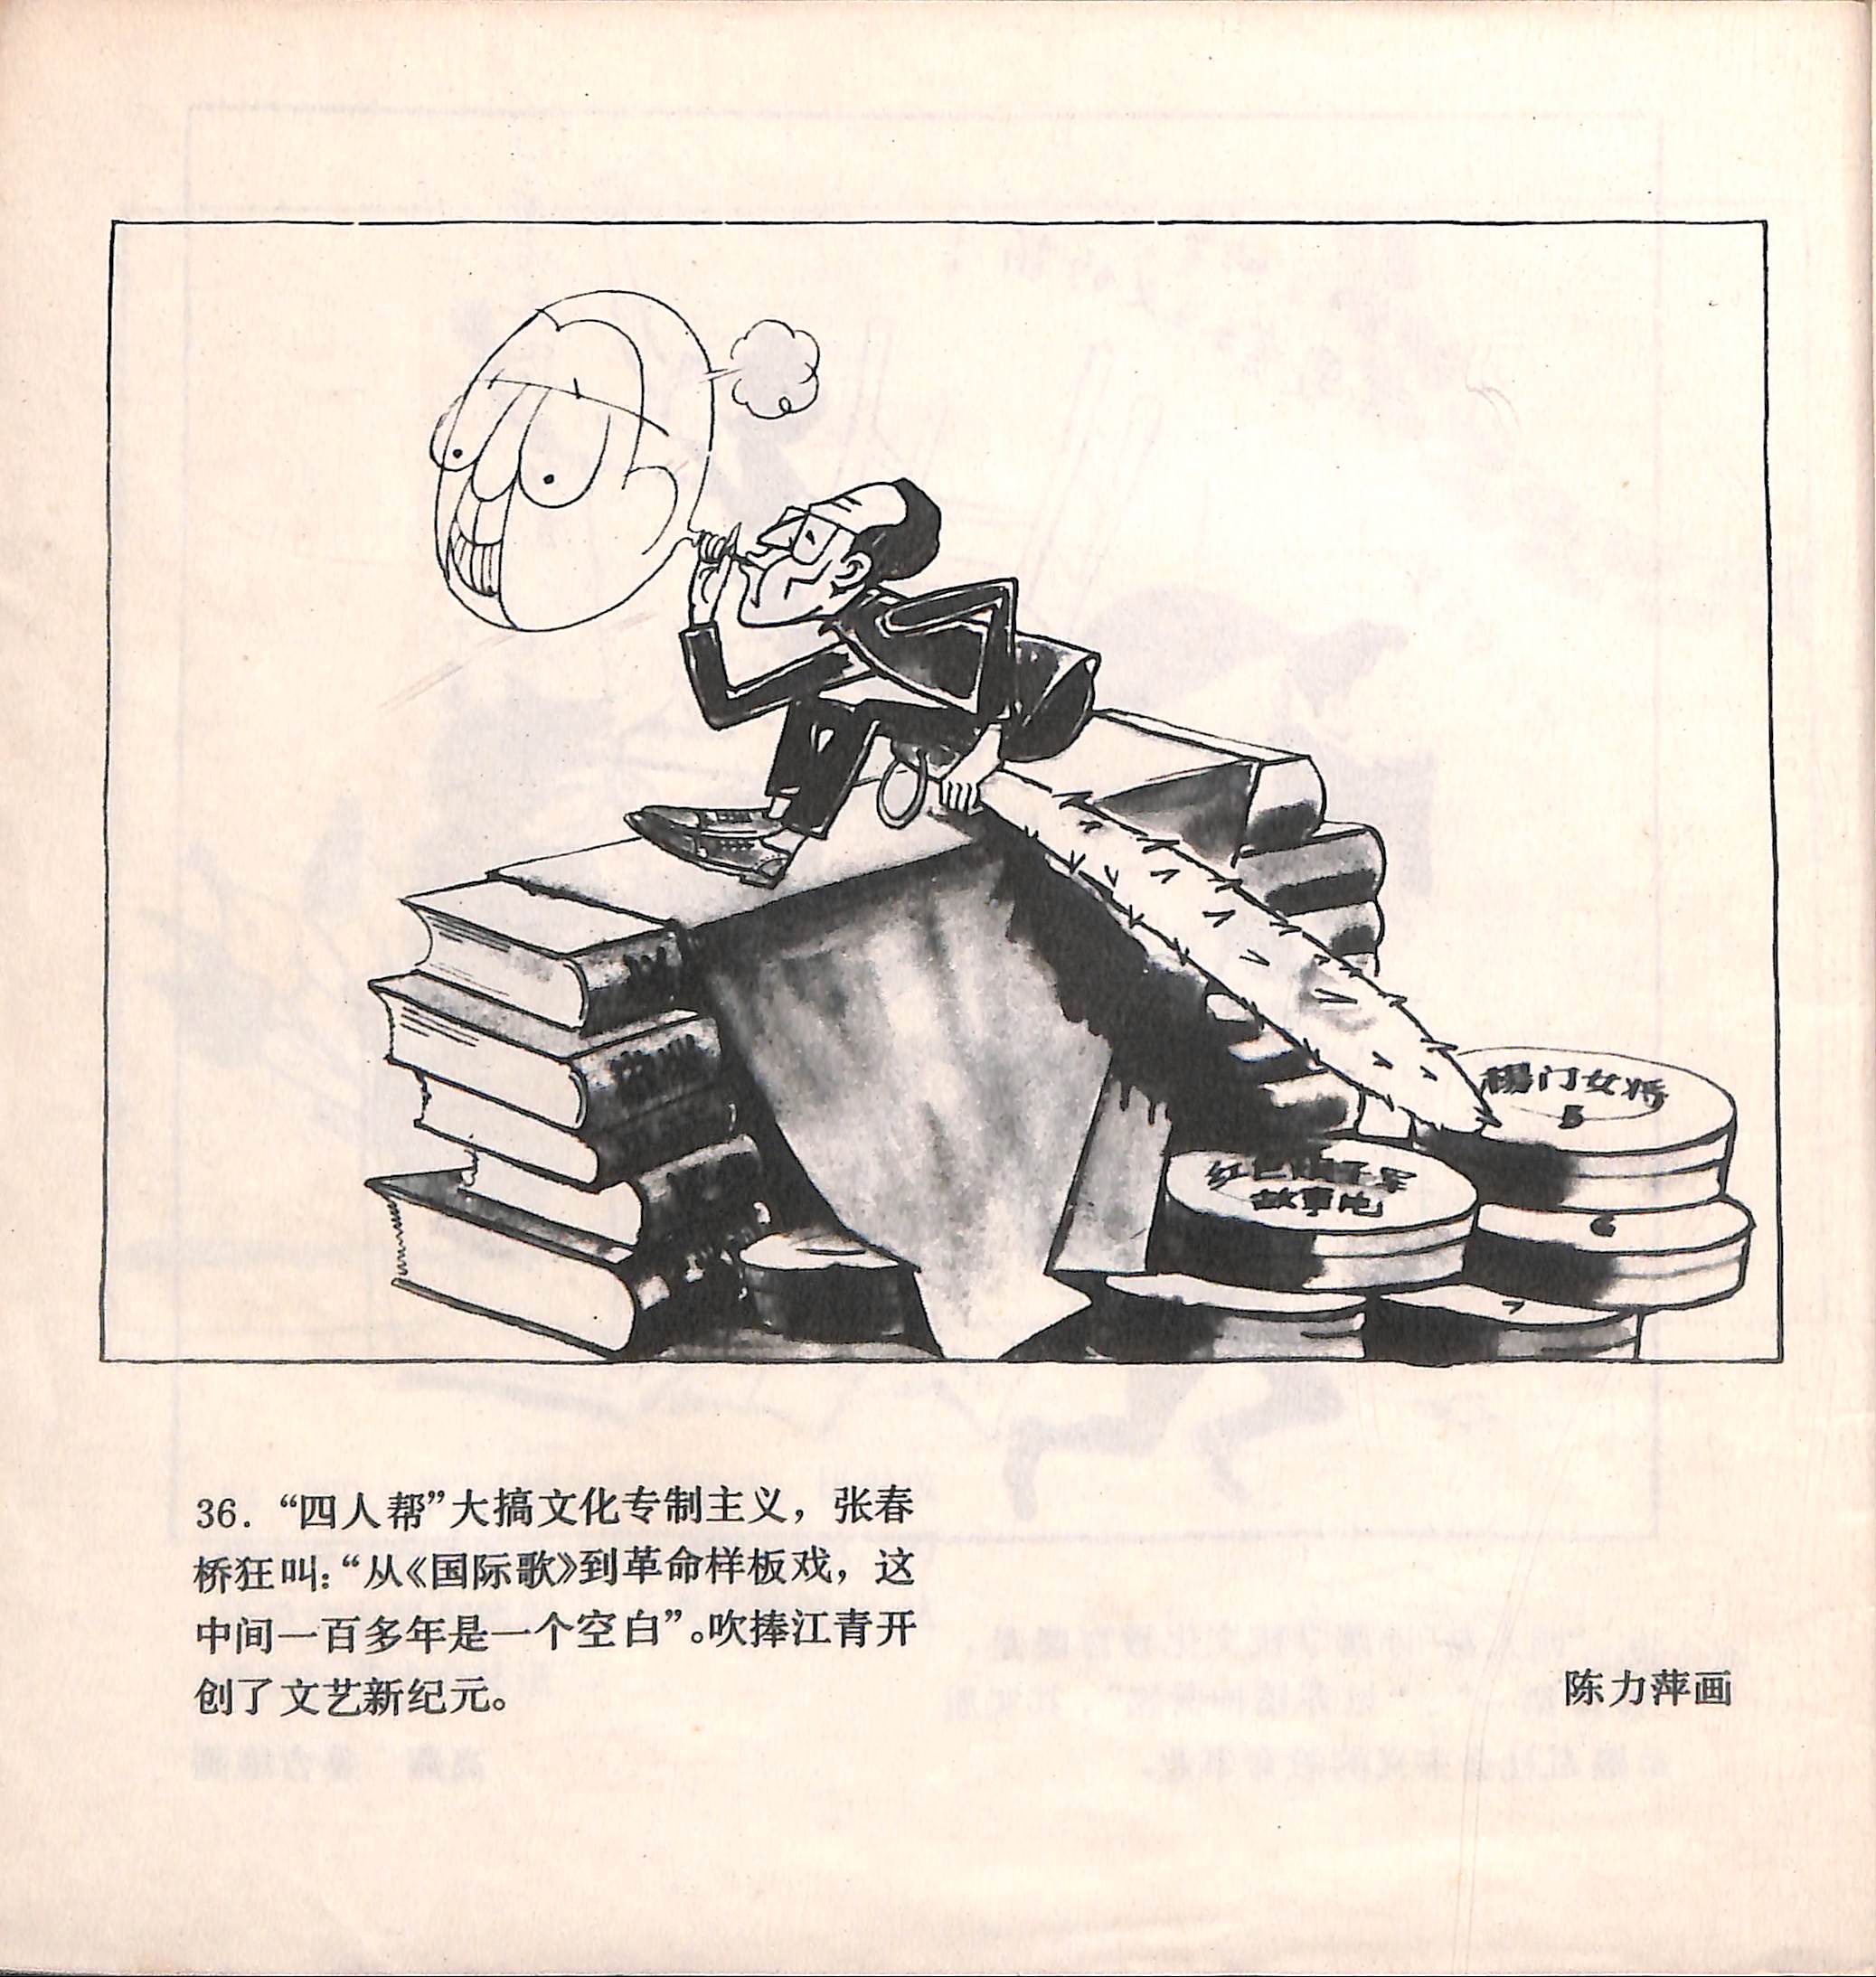 杨门女将
5
红色娘子军
故事片
6
7
36. “四人帮”大搞文化专制主义，张春
桥狂叫：“从《国际歌》到革命样板戏，这
中间一百多年是一个空白”。吹捧江青开
创了文艺新纪元。
陈力萍画